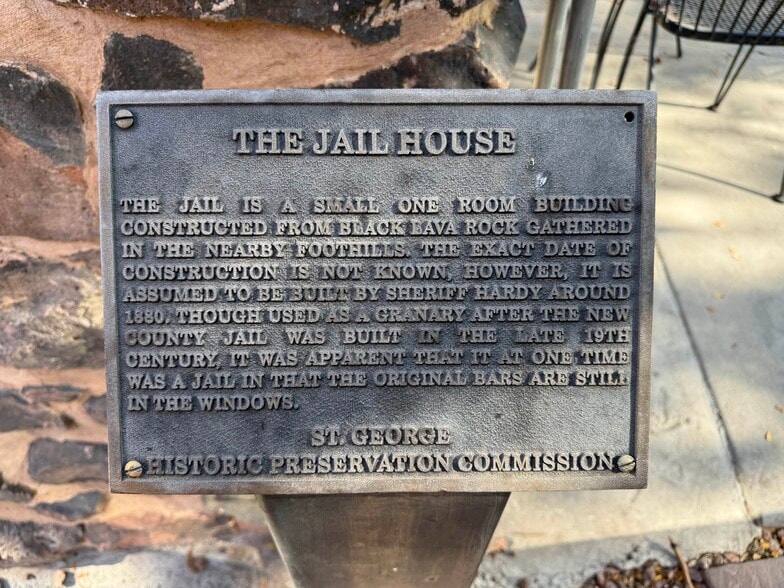 THE JAIL HOUSE
THE JAIL IS A SMALL ONE ROOM BUILDING
CONSTRUCTED FROM BLACK LAVA ROCK GATHERED
IN THE NEARBY FOOTHILLS. THE EXACT DATE OF
CONSTRUCTION IS NOT KNOWN, HOWEVER, IT IS
ASSUMED TO BE BUILT BY SHERIFF HARDY AROUND
1880. THOUGH USED AS A GRANARY AFTER THE NEW
COUNTY JAIL WAS BUILT IN THE LATE 19TH
CENTURY, IT WAS APPARENT THAT IT AT ONE TIME
WAS A JAIL IN THAT THE ORIGINAL BARS ARE STILL
IN THE WINDOWS.
ST. GEORGE
HISTORIC PRESERVATION COMMISSION